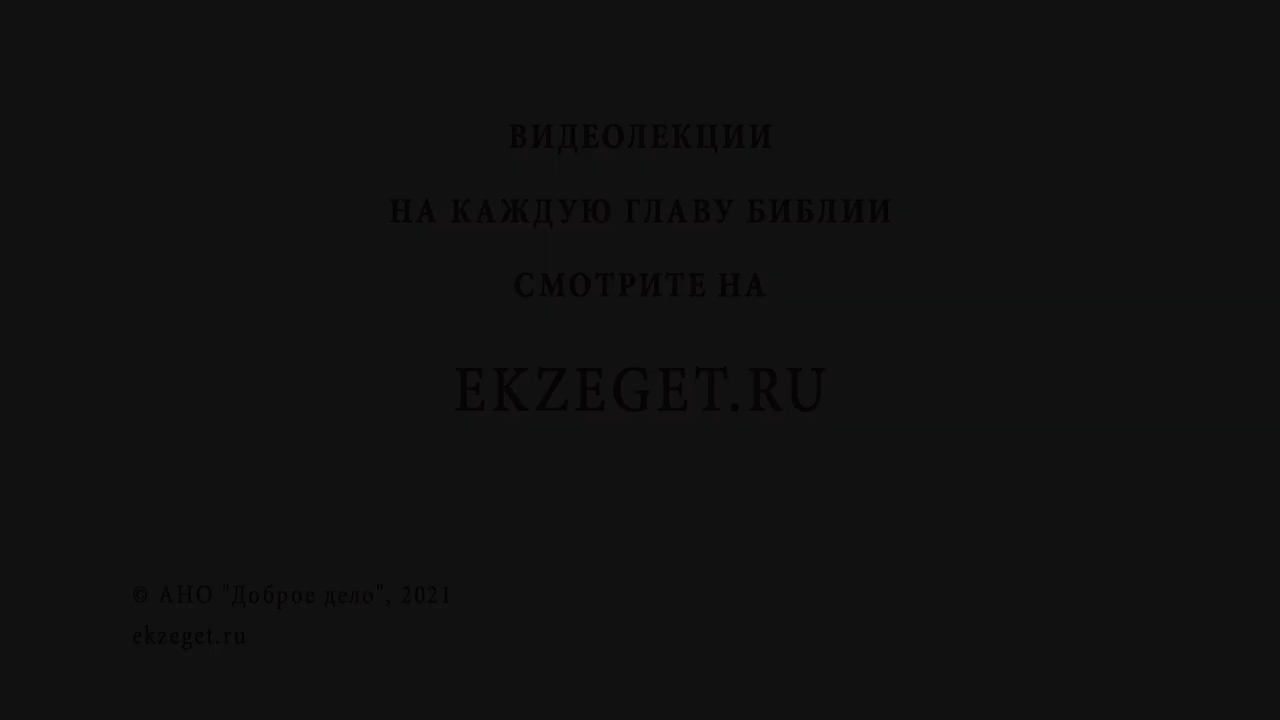 ВИДЕОЛЕКЦИИ
НА КАЖДУЮ ГЛАВУ БИБЛИИ
СМОТРИТЕ НА
EKZEGET.RU
© АНО "Доброе дело", 2021
ekzeget.ru